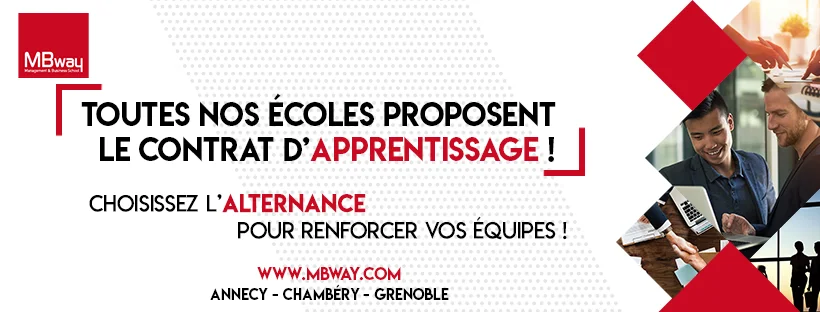 MBway
Management & Business School
TOUTES NOS ÉCOLES PROPOSENT
LE CONTRAT D'APPRENTISSAGE !
CHOISISSEZ L'ALTERNANCE
POUR RENFORCER VOS ÉQUIPES !
WWW.MBWAY.COM
ANNECY - CHAMBÉRY - GRENOBLE